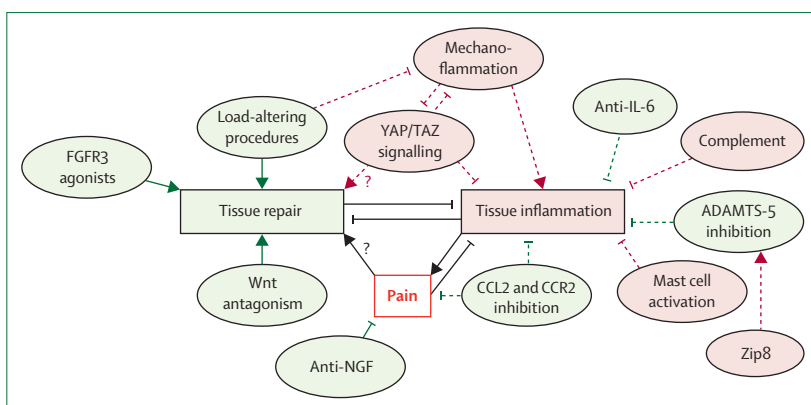 Mechano-
flammation
Load-altering
procedures
Anti-IL-6
YAP/TAZ
signalling
Complement
FGFR3
agonists
?
Tissue repair
Tissue inflammation
ADAMTS-5
inhibition
?
Wnt
antagonism
Pain
CCL2 and CCR2
inhibition
Mast cell
activation
Anti-NGF
Zip8